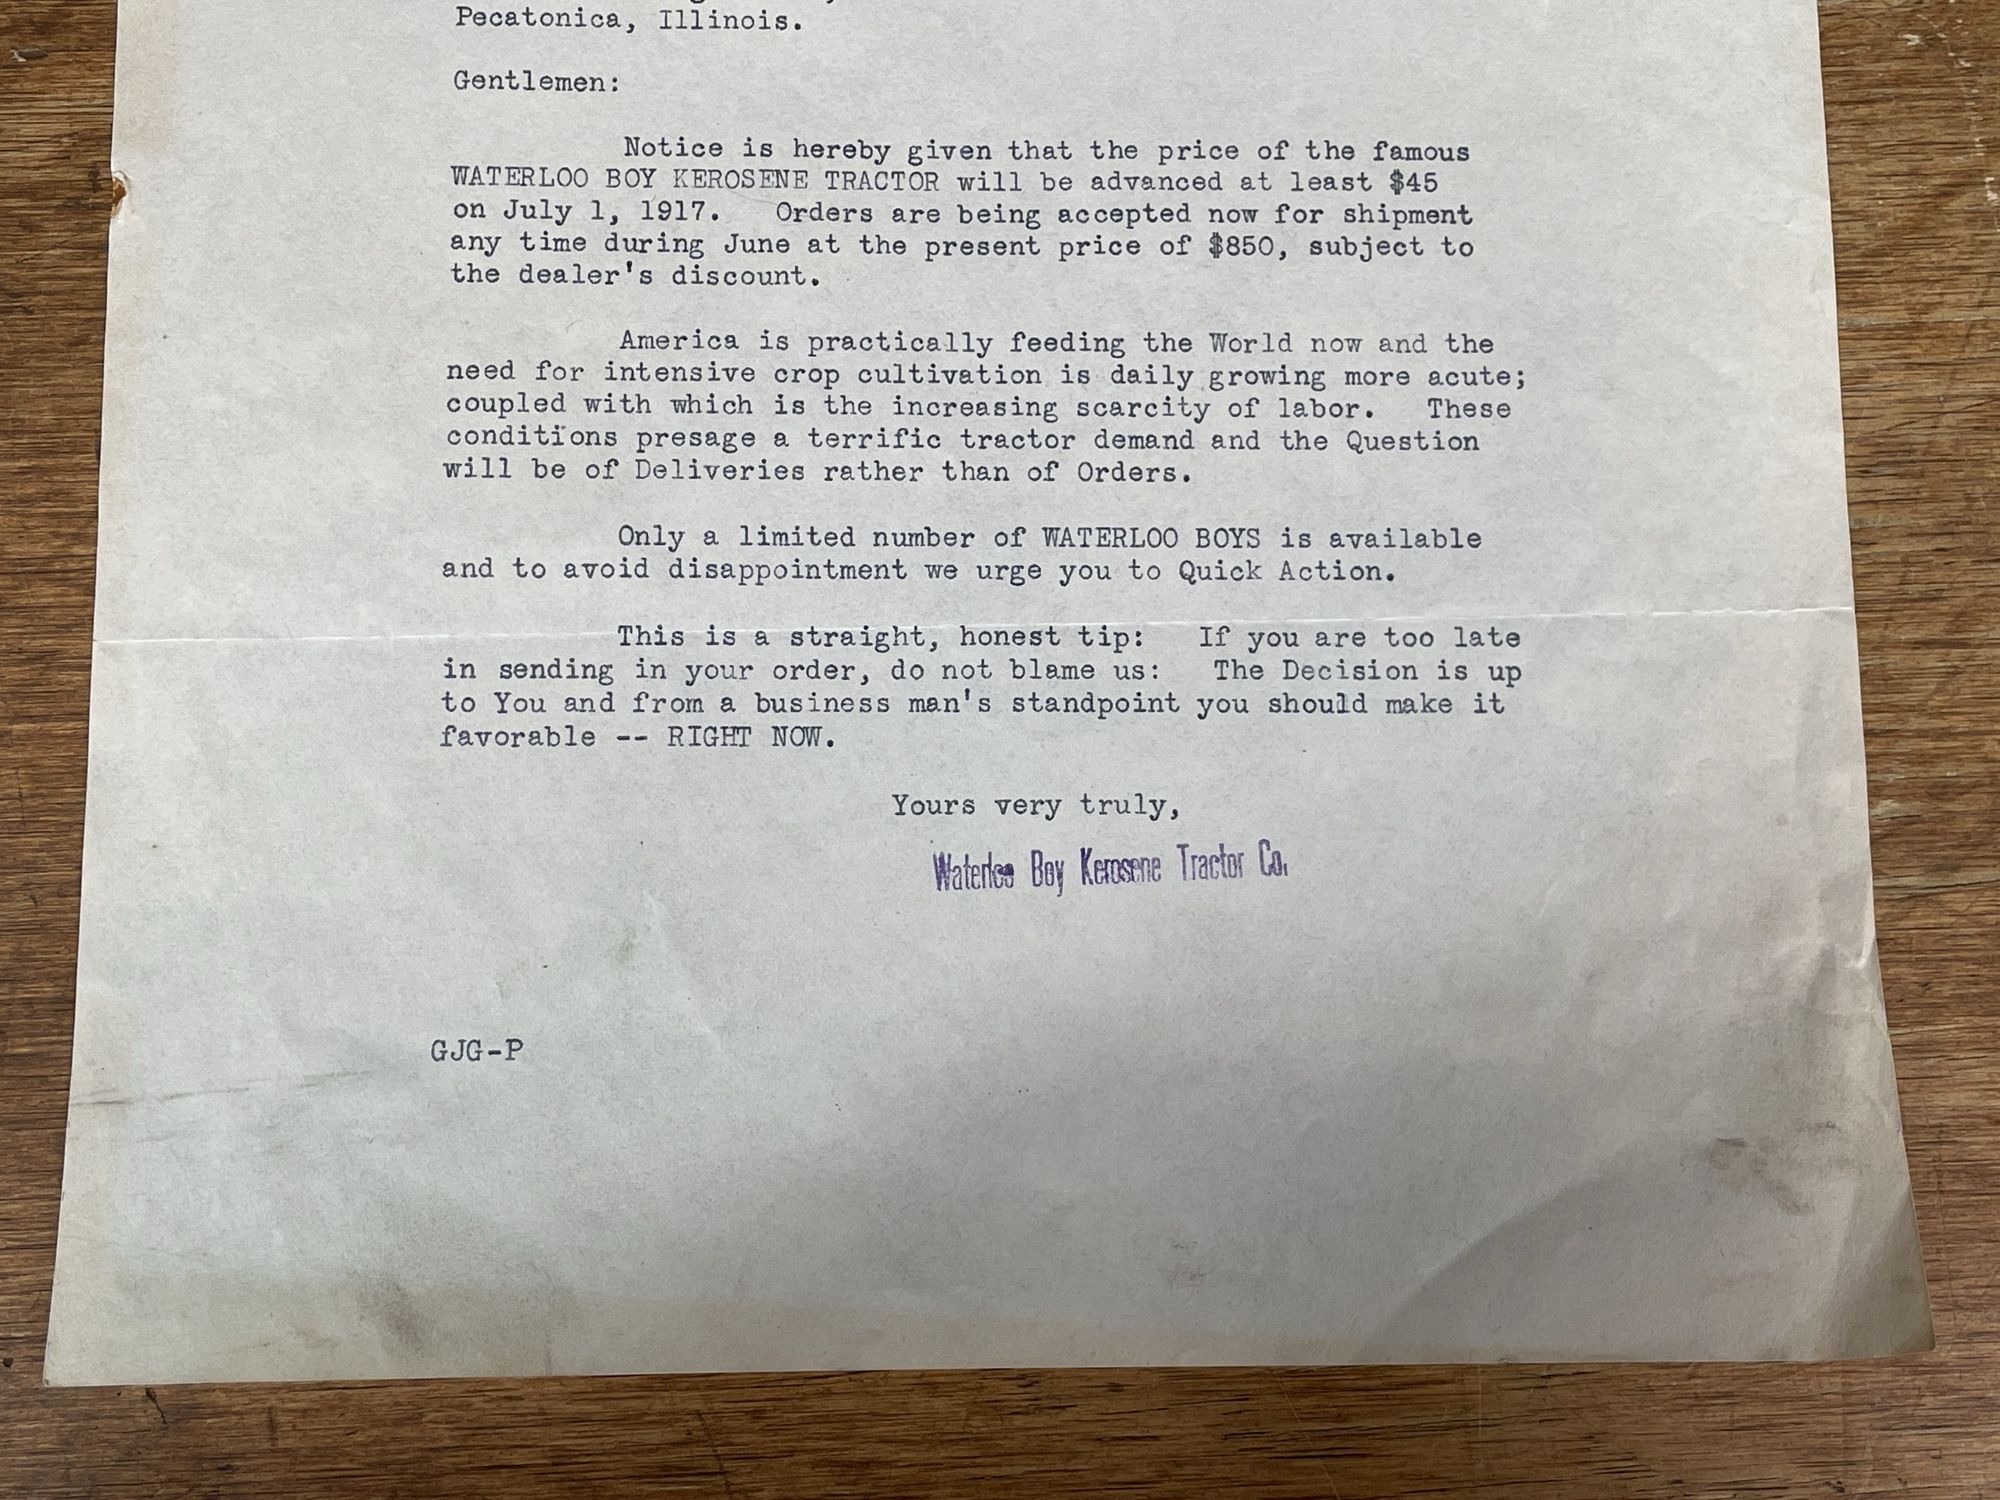 Pecatonica, Illinois.
Gentlemen:
Notice is hereby given that the price of the famous
WATERLOO BOY KEROSENE TRACTOR will be advanced at least $45
on July 1, 1917. Orders are being accepted now for shipment
any time during June at the present price of $850, subject to
the dealer's discount.
America is practically feeding the World now and the
need for intensive crop cultivation is daily growing more acute;
coupled with which is the increasing scarcity of labor. These
conditions presage a terrific tractor demand and the Question
will be of Deliveries rather than of Orders.
Only a limited number of WATERLOO BOYS is available
and to avoid disappointment we urge you to Quick Action.
This is a straight, honest tip: If you are too late
in sending in your order, do not blame us: The Decision is up
to You and from a business man's standpoint you should make it
favorable -- RIGHT NOW.
Yours very truly,
Waterloo Boy Kerosene Tractor Co.
GJG-P